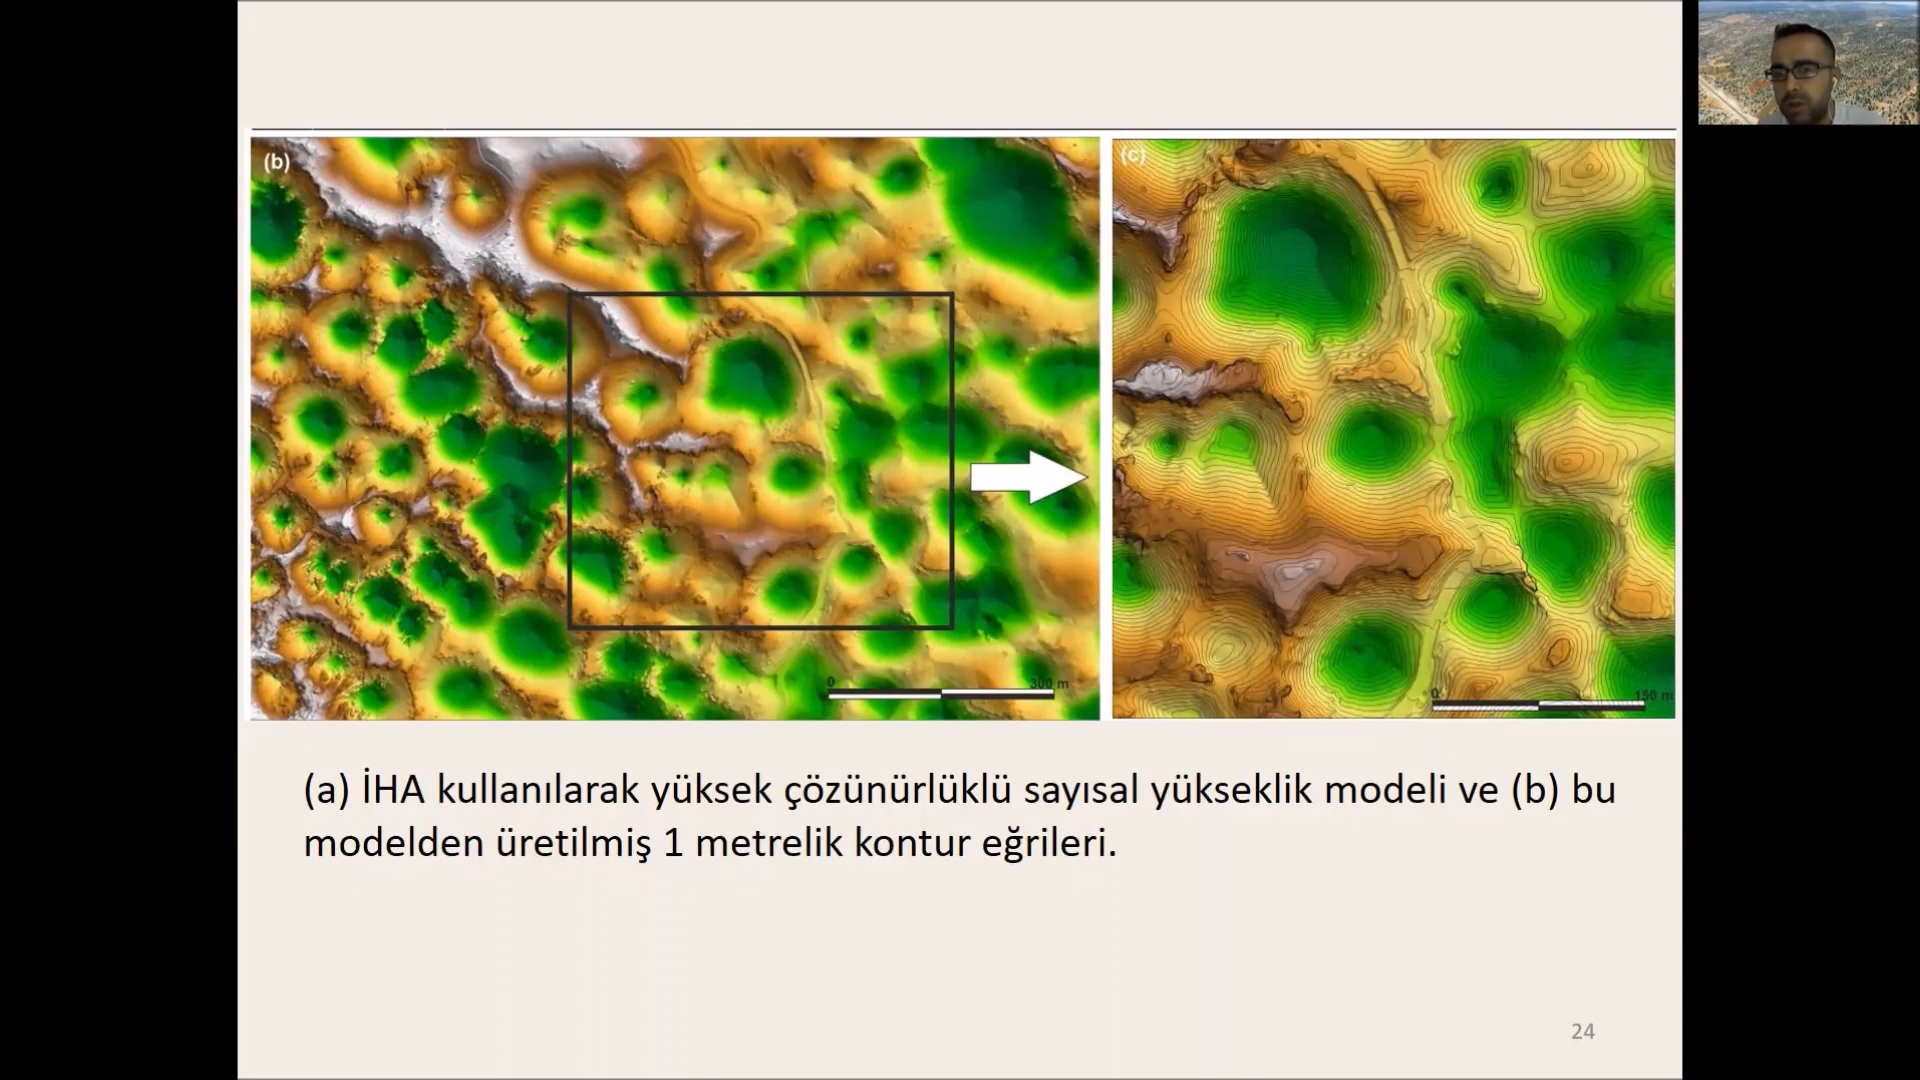 (b)
(c)
0 300 m
0 150 m
(a) İHA kullanılarak yüksek çözünürlüklü sayısal yükseklik modeli ve (b) bu
modelden üretilmiş 1 metrelik kontur eğrileri.
24